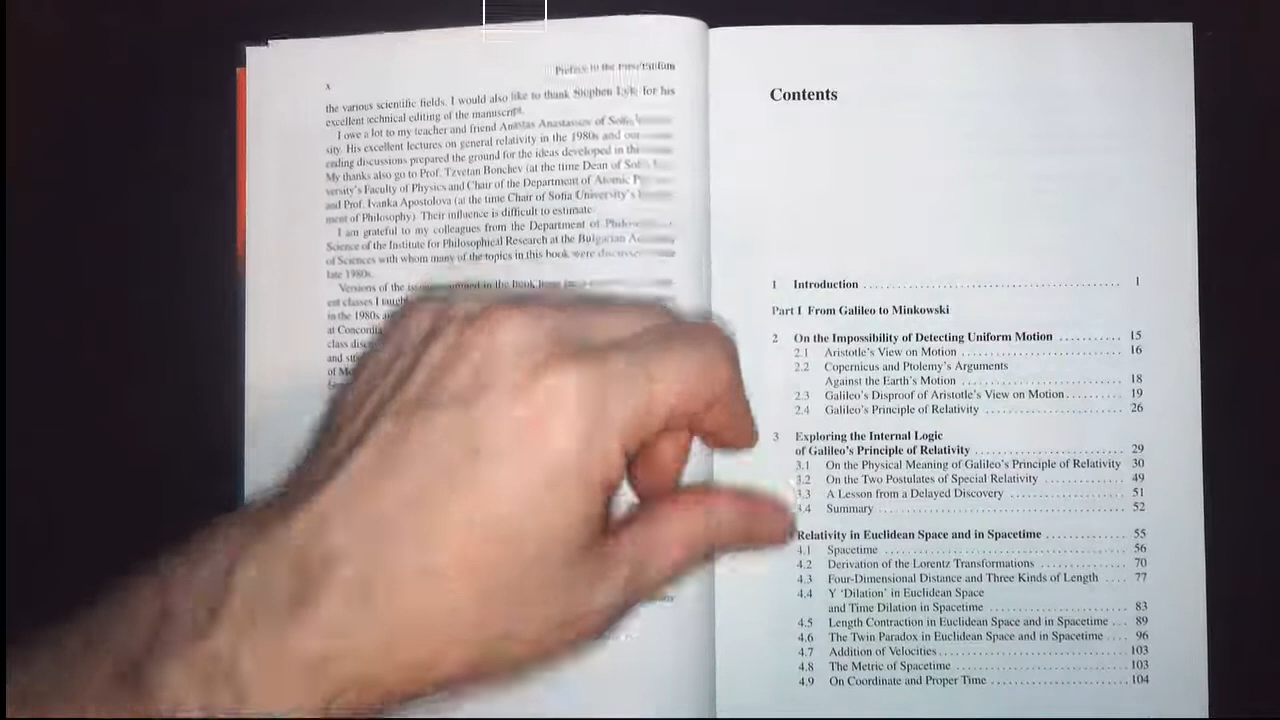 x
Preface to the First Edition
the various scientific fields. I would also like to thank Stephen Lyle for his
excellent technical editing of the manuscript.
I owe a lot to my teacher and friend Anastas Anastassov of Sofia
sity. His excellent lectures on general relativity in the 1980s and our
ceding discussions prepared the ground for the ideas developed in the
My thanks also go to Prof. Tzvetan Bonchev (at the time Dean of Sofia
versity's Faculty of Physics and Chair of the Department of Atomic
and Prof. Ivanka Apostolova (at the time Chair of Sofia University's
ment of Philosophy). Their influence is difficult to estimate.
I am grateful to my colleagues from the Department of
Science of the Institute for Philosophical Research at the Bulgarian
of Sciences with whom many of the topics in this book were
late 1980s.
Versions of the in the book
ent classes I taught
in the 1980s
at Concordia
class
and
of
Contents
1 Introduction ........ 1
Part I From Galileo to Minkowski
2 On the Impossibility of Detecting Uniform Motion ........ 15
2.1 Aristotle's View on Motion ........ 16
2.2 Copernicus and Ptolemy's Arguments
Against the Earth's Motion ........ 18
2.3 Galileo's Disproof of Aristotle's View on Motion ........ 19
2.4 Galileo's Principle of Relativity ........ 26
3 Exploring the Internal Logic
of Galileo's Principle of Relativity ........ 29
3.1 On the Physical Meaning of Galileo's Principle of Relativity 30
3.2 On the Two Postulates of Special Relativity ........ 49
3.3 A Lesson from a Delayed Discovery ........ 51
3.4 Summary ........ 52
Relativity in Euclidean Space and in Spacetime ........ 55
4.1 Spacetime ........ 56
4.2 Derivation of the Lorentz Transformations ........ 70
4.3 Four-Dimensional Distance and Three Kinds of Length .... 77
4.4 Y 'Dilation' in Euclidean Space
and Time Dilation in Spacetime ........ 83
4.5 Length Contraction in Euclidean Space and in Spacetime ... 89
4.6 The Twin Paradox in Euclidean Space and in Spacetime .... 96
4.7 Addition of Velocities ........ 103
4.8 The Metric of Spacetime ........ 103
4.9 On Coordinate and Proper Time ........ 104